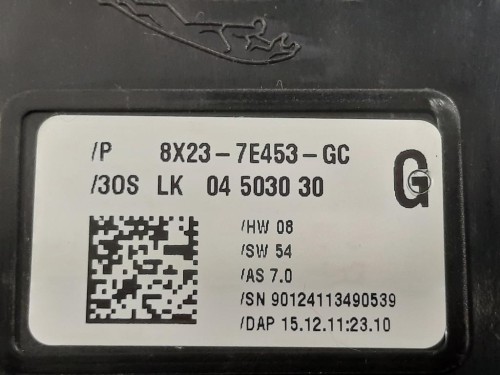 /P 8X23-7E453-GC
/3OS LK 04 5030 30
G
/HW 08
/SW 54
/AS 7.0
/SN 90124113490539
/DAP 15.12.11:23.10